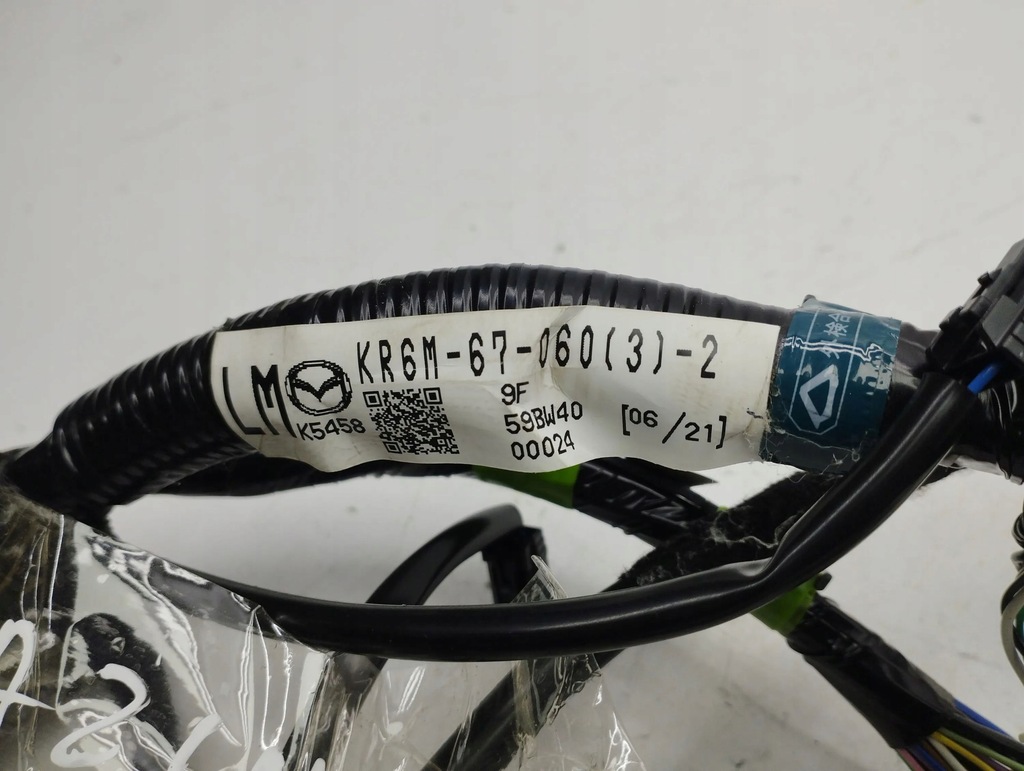 LM KR6M-67-060(3)-2
K5458
9F
59BW40
00024
[06/21]